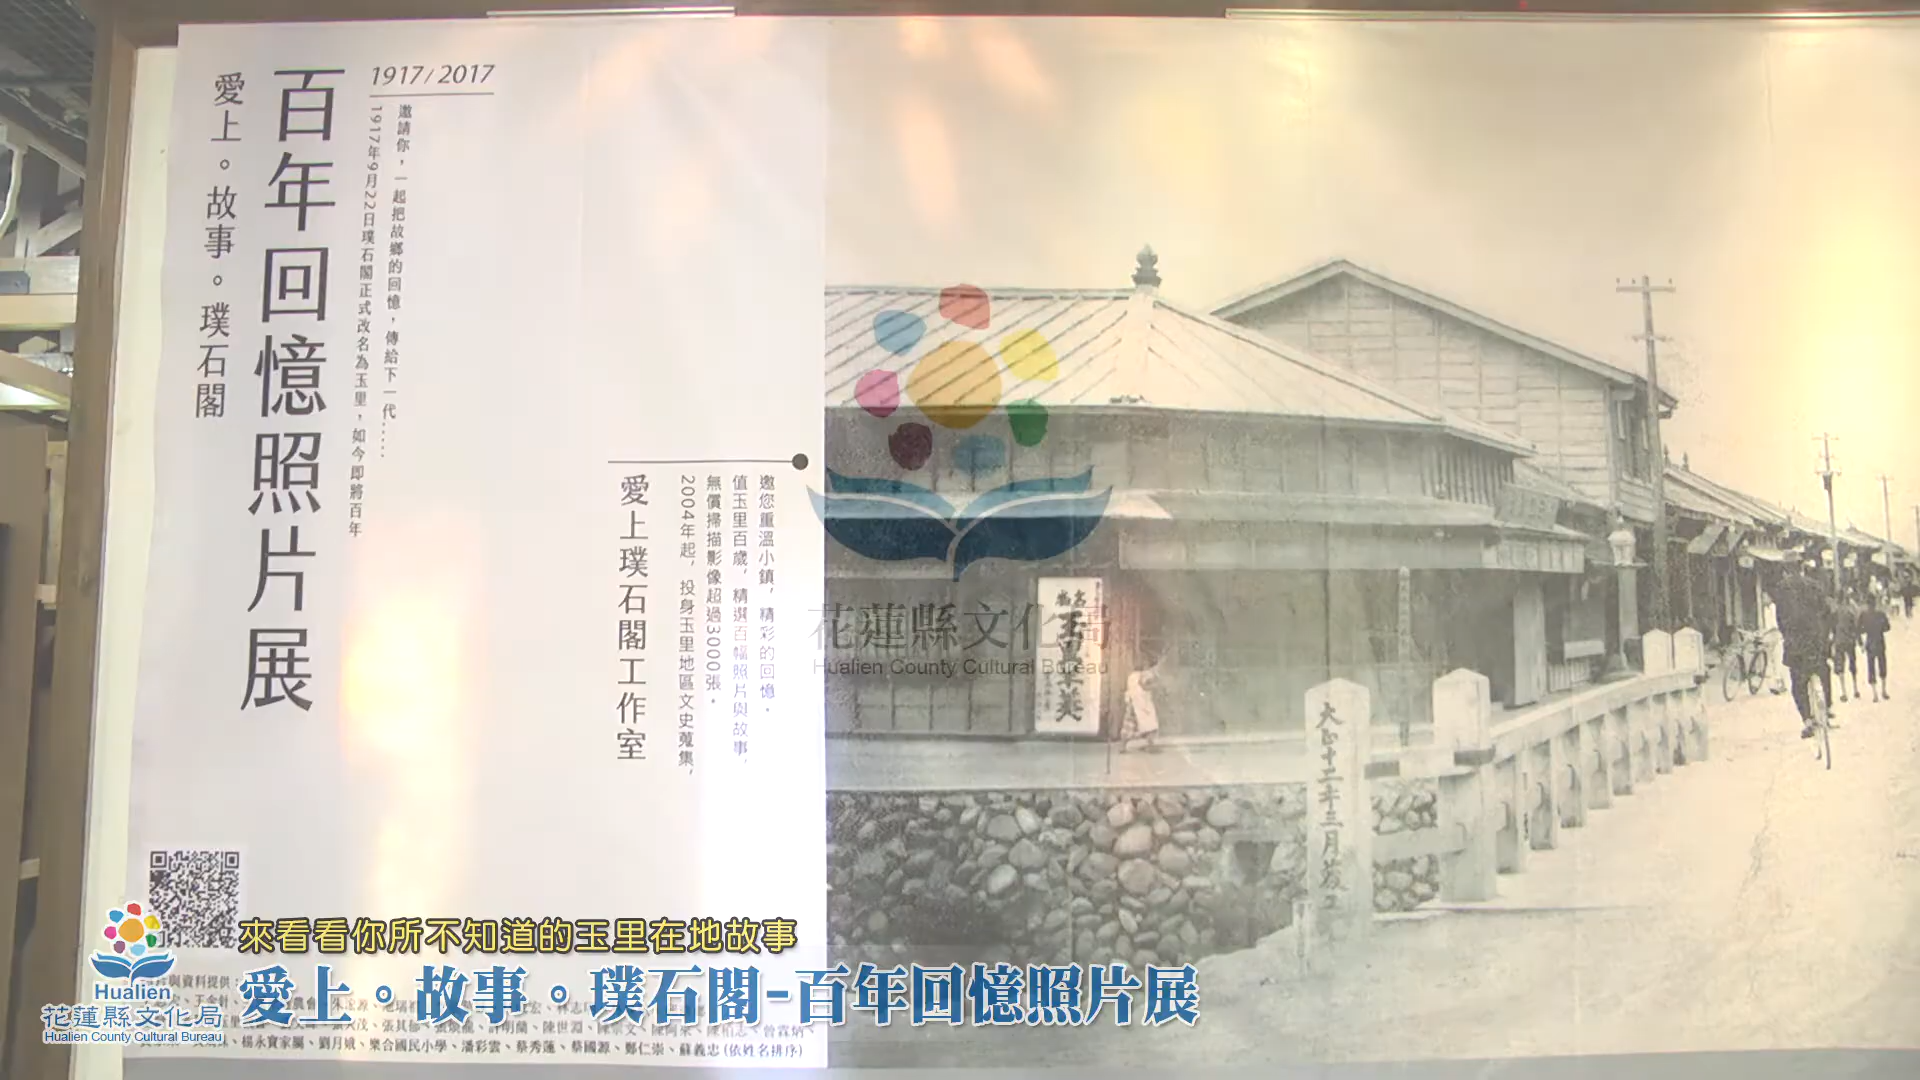 1917/2017
百年回憶照片展
愛上。故事。璞石閣
邀請你，一起把故鄉的回憶，傳給下一代……
1917年9月22日璞石閣正式改名為玉里，如今即將百年
邀您重溫小鎮，精彩的回憶．
值玉里百歲，精選百幅照片與故事，
無償掃描影像超過3000張．
2004年起，投身玉里地區文史蒐集，
愛上璞石閣工作室
大正十二年三月
花蓮縣文化局
Hualien County Cultural Bureau
來看看你所不知道的玉里在地故事
愛上。故事。璞石閣-百年回憶照片展
Hualien
花蓮縣文化局
Hualien County Cultural Bureau
楊永寶家屬、劉月娥、樂合國民小學、潘彩雲、蔡秀蓮、蔡國源、鄭仁崇、蘇義忠(依姓名排序)